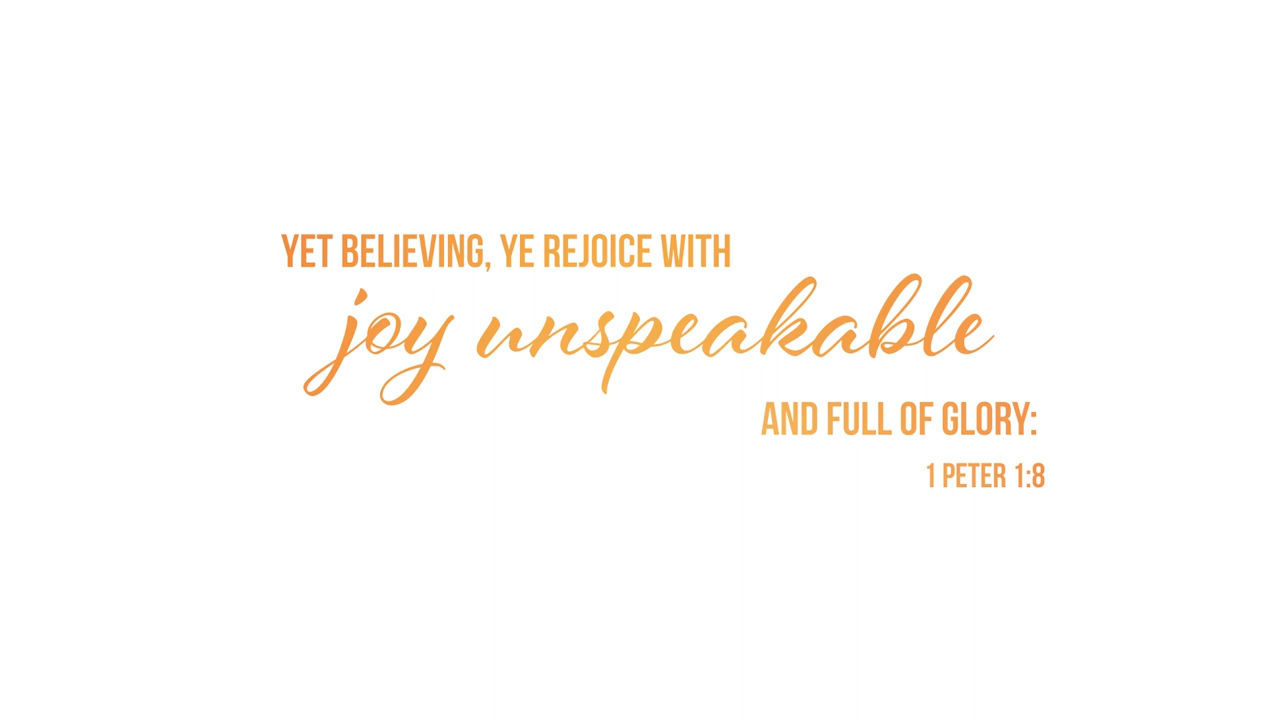 YET BELIEVING, YE REJOICE WITH
joy unspeakable
AND FULL OF GLORY:
1 PETER 1:8